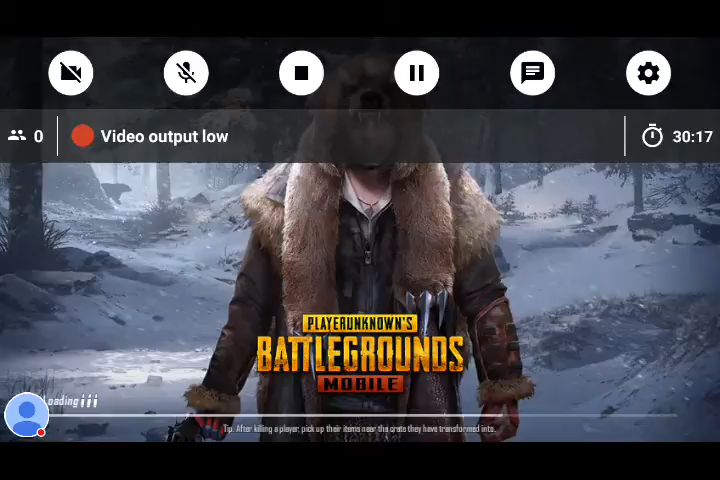 0
Video output low
30:17
PLAYERUNKNOWN'S
BATTLEGROUNDS
MOBILE
Loading
Tip. After killing a player, pick up their items near the crate they have transformed into.